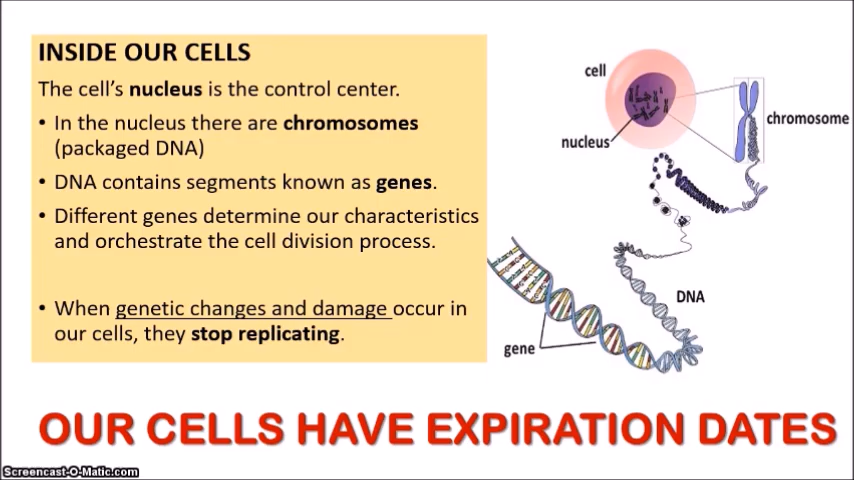 INSIDE OUR CELLS
The cell's nucleus is the control center.
• In the nucleus there are chromosomes
(packaged DNA)
• DNA contains segments known as genes.
• Different genes determine our characteristics
and orchestrate the cell division process.
• When genetic changes and damage occur in
our cells, they stop replicating.
cell
nucleus
chromosome
DNA
gene
OUR CELLS HAVE EXPIRATION DATES
Screencast-O-Matic.com